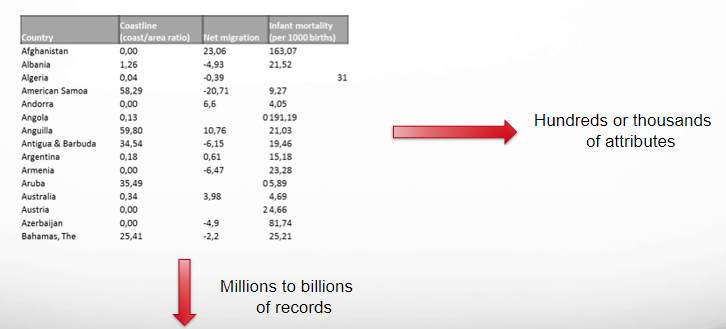 Country Coastline (coast/area ratio) Net migration Infant mortality (per 1000 births)
Afghanistan 0,00 23,06 163,07
Albania 1,26 -4,93 21,52
Algeria 0,04 -0,39 31
American Samoa 58,29 -20,71 9,27
Andorra 0,00 6,6 4,05
Angola 0,13 0 191,19
Anguilla 59,80 10,76 21,03
Antigua & Barbuda 34,54 -6,15 19,46
Argentina 0,18 0,61 15,18
Armenia 0,00 -6,47 23,28
Aruba 35,49 0 5,89
Australia 0,34 3,98 4,69
Austria 0,00 2 4,66
Azerbaijan 0,00 -4,9 81,74
Bahamas, The 25,41 -2,2 25,21
Hundreds or thousands
of attributes
Millions to billions
of records